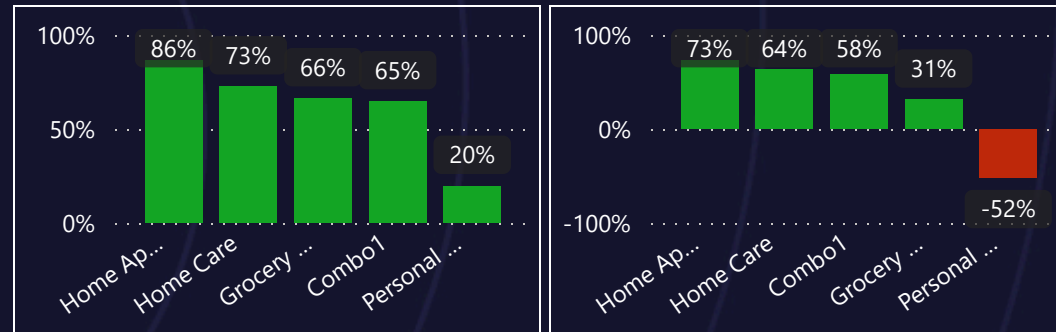 100%
50%
0%
86%
73%
66%
65%
20%
Home Ap...
Home Care
Grocery ...
Combo1
Personal ...
100%
0%
-100%
73%
64%
58%
31%
-52%
Home Ap...
Home Care
Combo1
Grocery ...
Personal ...